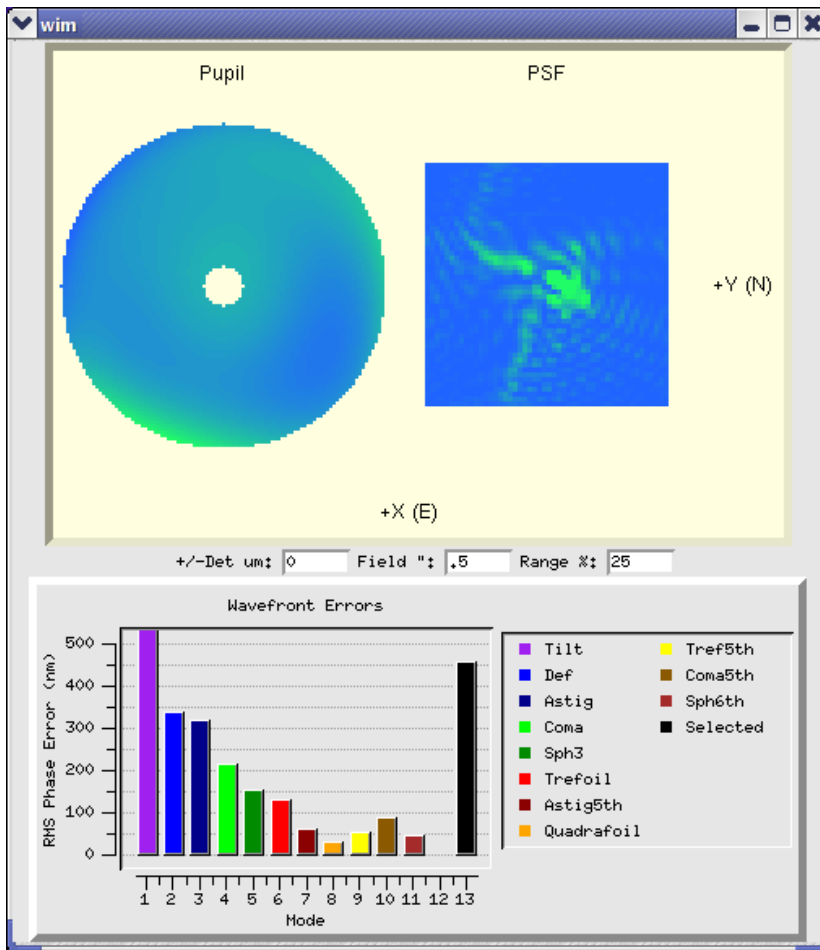 wim
Pupil PSF
+Y (N)
+X (E)
+/-Det um: 0 Field ": .5 Range %: 25
Wavefront Errors
RMS Phase Error (nm)
500
400
300
200
100
0
1 2 3 4 5 6 7 8 9 10 11 12 13
Mode
Tilt Tref5th
Def Coma5th
Astig Sph6th
Coma Selected
Sph3
Trefoil
Astig5th
Quadrafoil